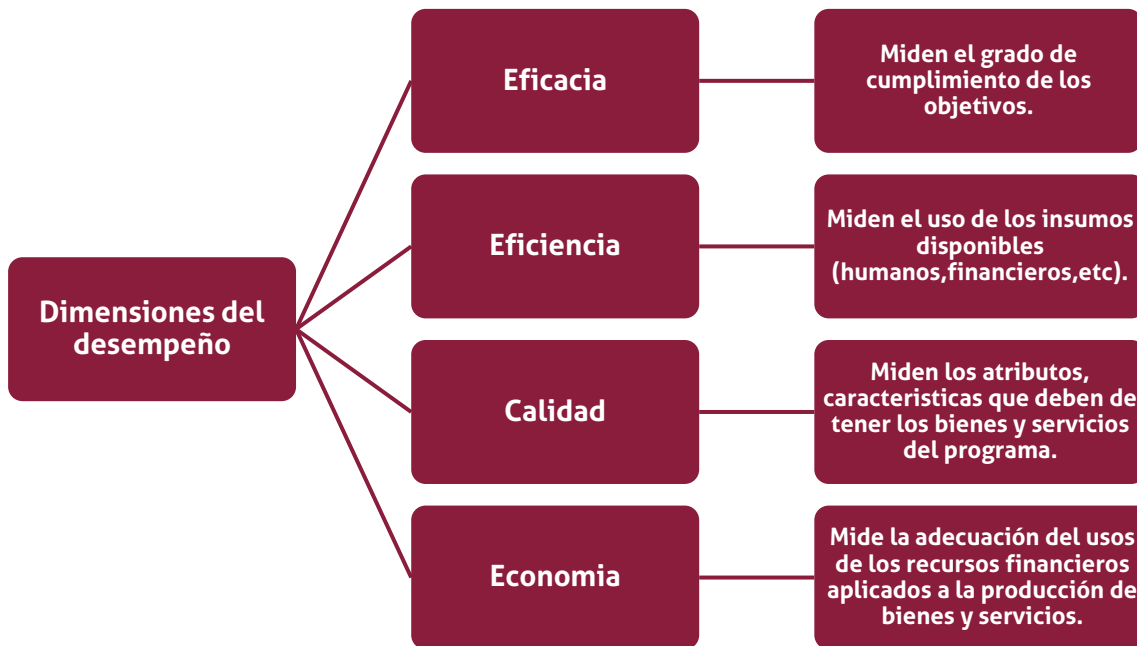 Dimensiones del
desempeño
Eficacia
Miden el grado de
cumplimiento de los
objetivos.
Eficiencia
Miden el uso de los insumos
disponibles
(humanos,financieros,etc).
Calidad
Miden los atributos,
caracteristicas que deben de
tener los bienes y servicios
del programa.
Economia
Mide la adecuación del usos
de los recursos financieros
aplicados a la producción de
bienes y servicios.